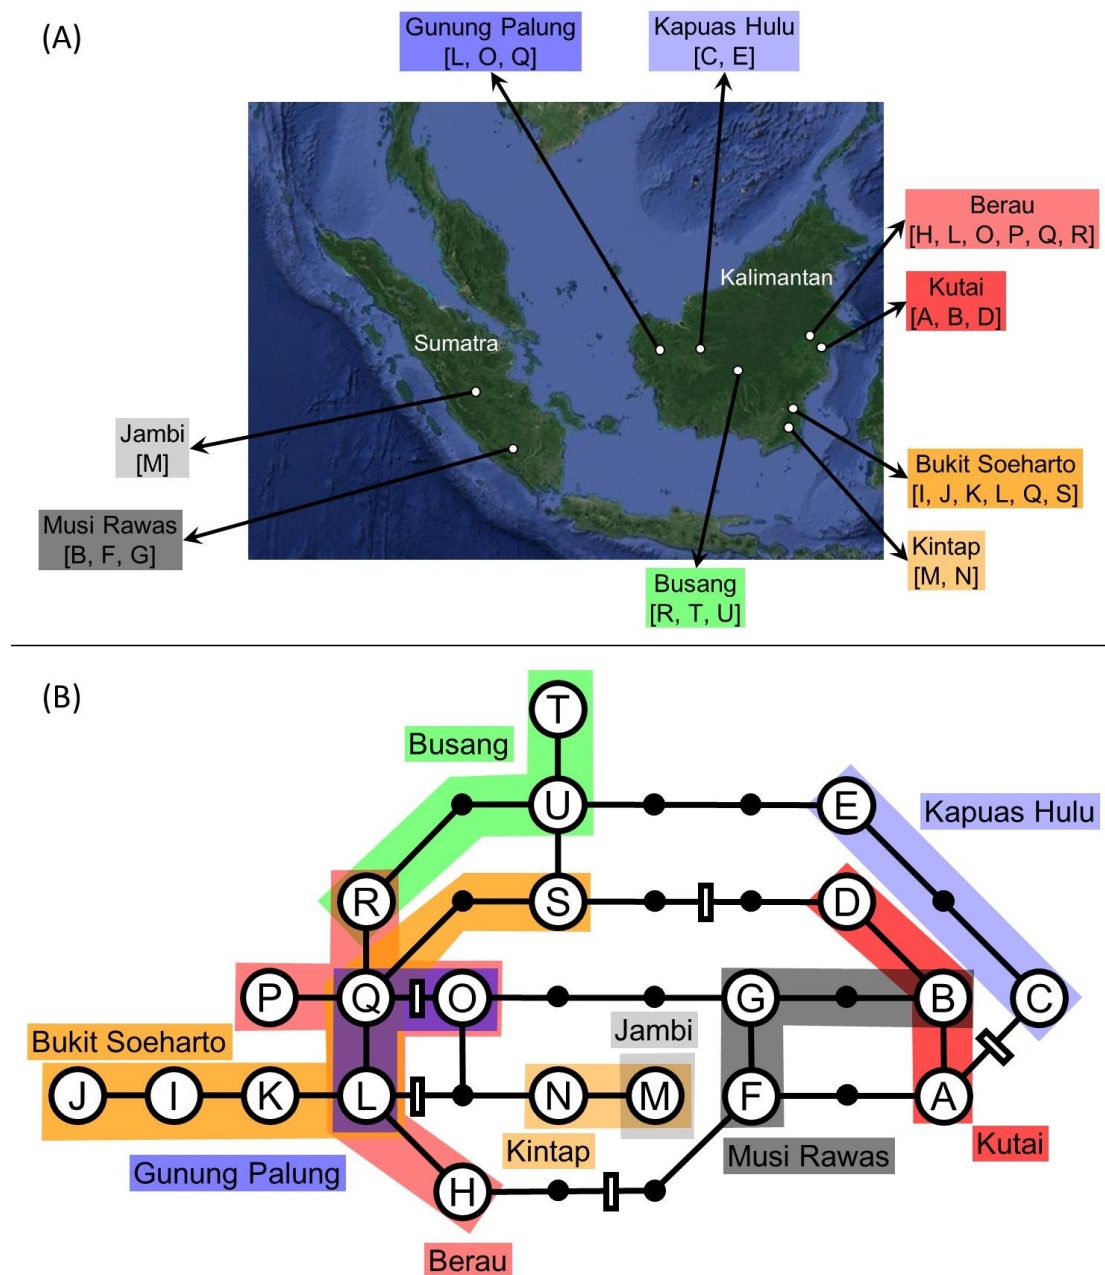 (A)
Gunung Palung
[L, O, Q]
Kapuas Hulu
[C, E]
Berau
[H, L, O, P, Q, R]
Kalimantan
Kutai
[A, B, D]
Sumatra
Jambi
[M]
Bukit Soeharto
[I, J, K, L, Q, S]
Musi Rawas
[B, F, G]
Kintap
[M, N]
Busang
[R, T, U]
(B)
T
Busang
U
E
Kapuas Hulu
R
S
D
P
Q
O
G
B
C
Jambi
Bukit Soeharto
J
I
K
L
N
M
F
A
Kintap
Musi Rawas
Kutai
Gunung Palung
H
Berau